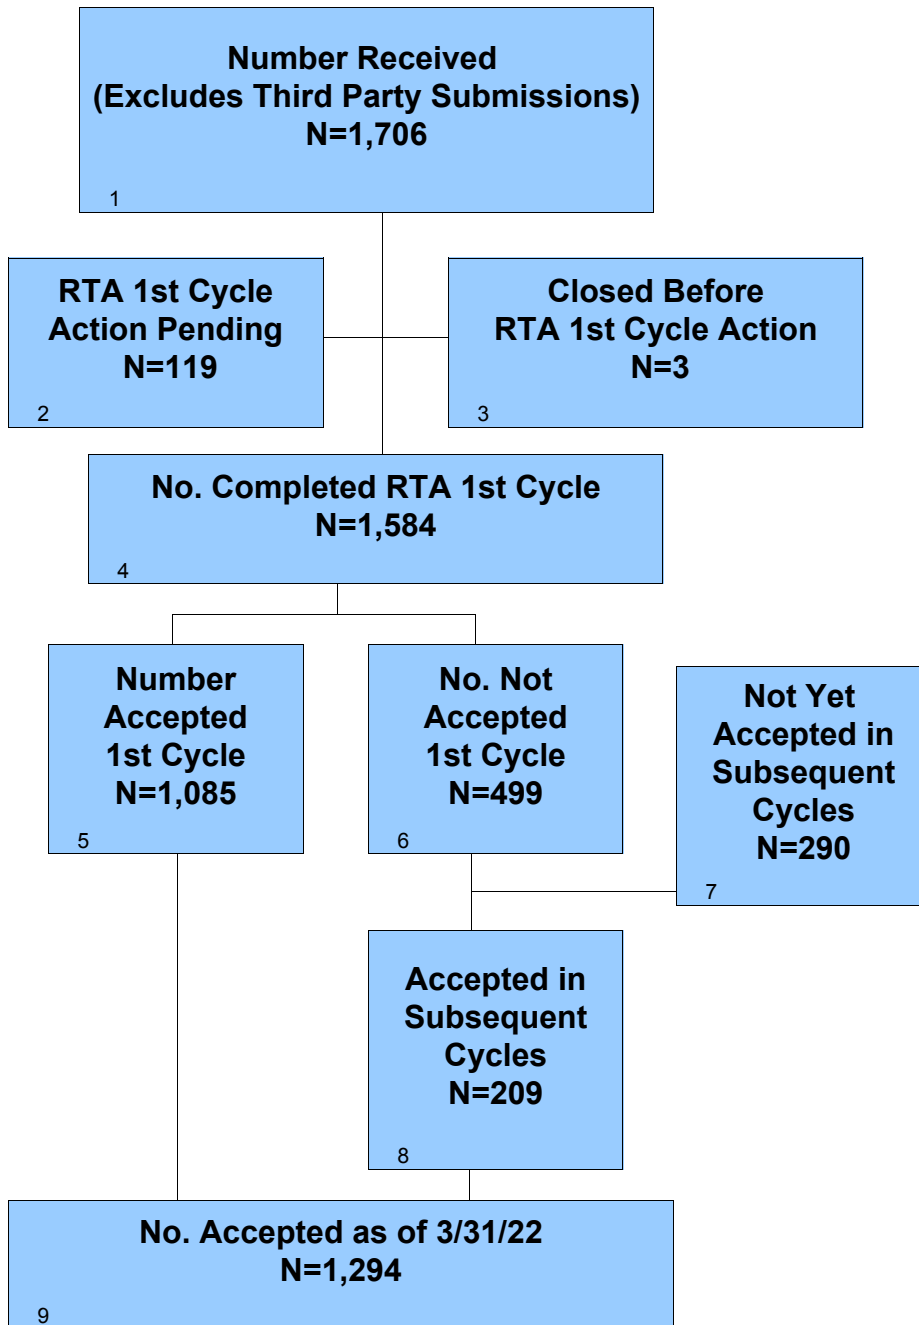 Number Received
(Excludes Third Party Submissions)
N=1,706
1
RTA 1st Cycle
Action Pending
N=119
2
Closed Before
RTA 1st Cycle Action
N=3
3
No. Completed RTA 1st Cycle
N=1,584
4
Number
Accepted
1st Cycle
N=1,085
5
No. Not
Accepted
1st Cycle
N=499
6
Not Yet
Accepted in
Subsequent
Cycles
N=290
7
Accepted in
Subsequent
Cycles
N=209
8
No. Accepted as of 3/31/22
N=1,294
9